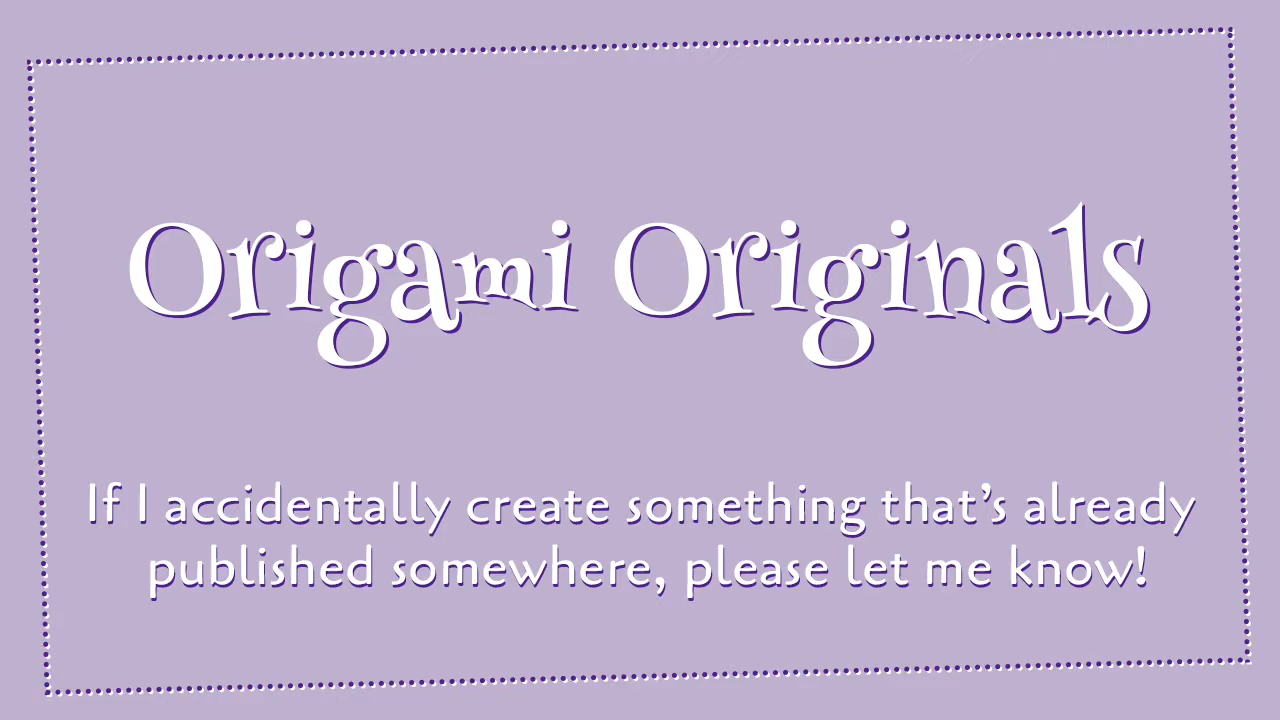 Origami Originals
If I accidentally create something that’s already
published somewhere, please let me know!